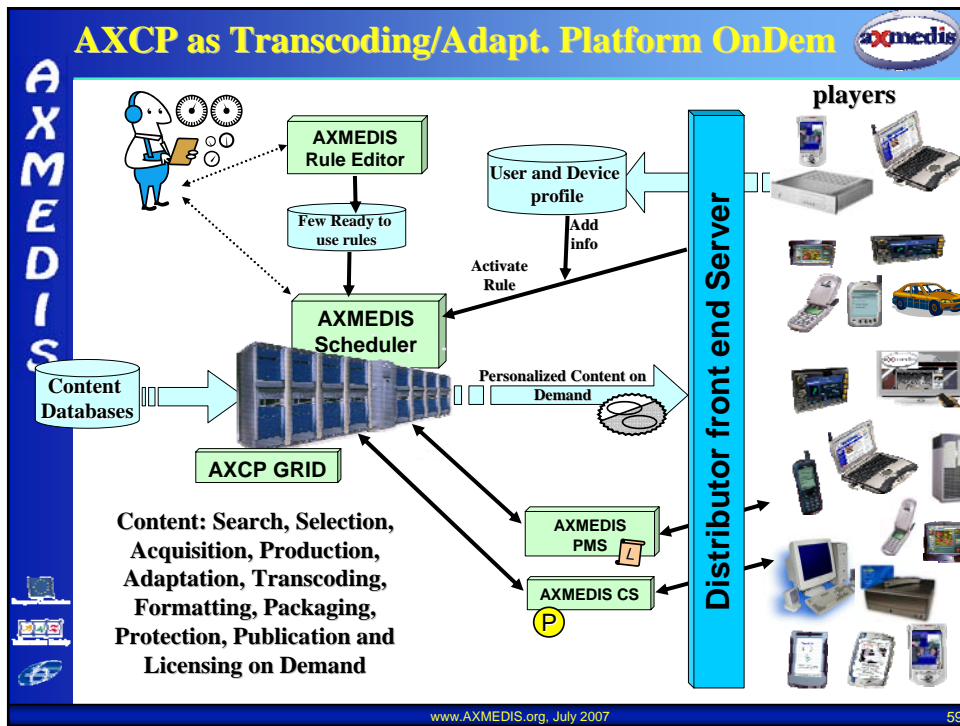 AXCP as Transcoding/Adapt. Platform OnDem
axmedis
AXMEDIS
players
AXMEDIS
Rule Editor
User and Device
profile
Few Ready to
use rules
Add
info
Activate
Rule
AXMEDIS
Scheduler
Content
Databases
Personalized Content on
Demand
AXCP GRID
Distributor front end Server
Content: Search, Selection,
Acquisition, Production,
Adaptation, Transcoding,
Formatting, Packaging,
Protection, Publication and
Licensing on Demand
AXMEDIS
PMS
L
AXMEDIS CS
P
www.AXMEDIS.org, July 2007
59